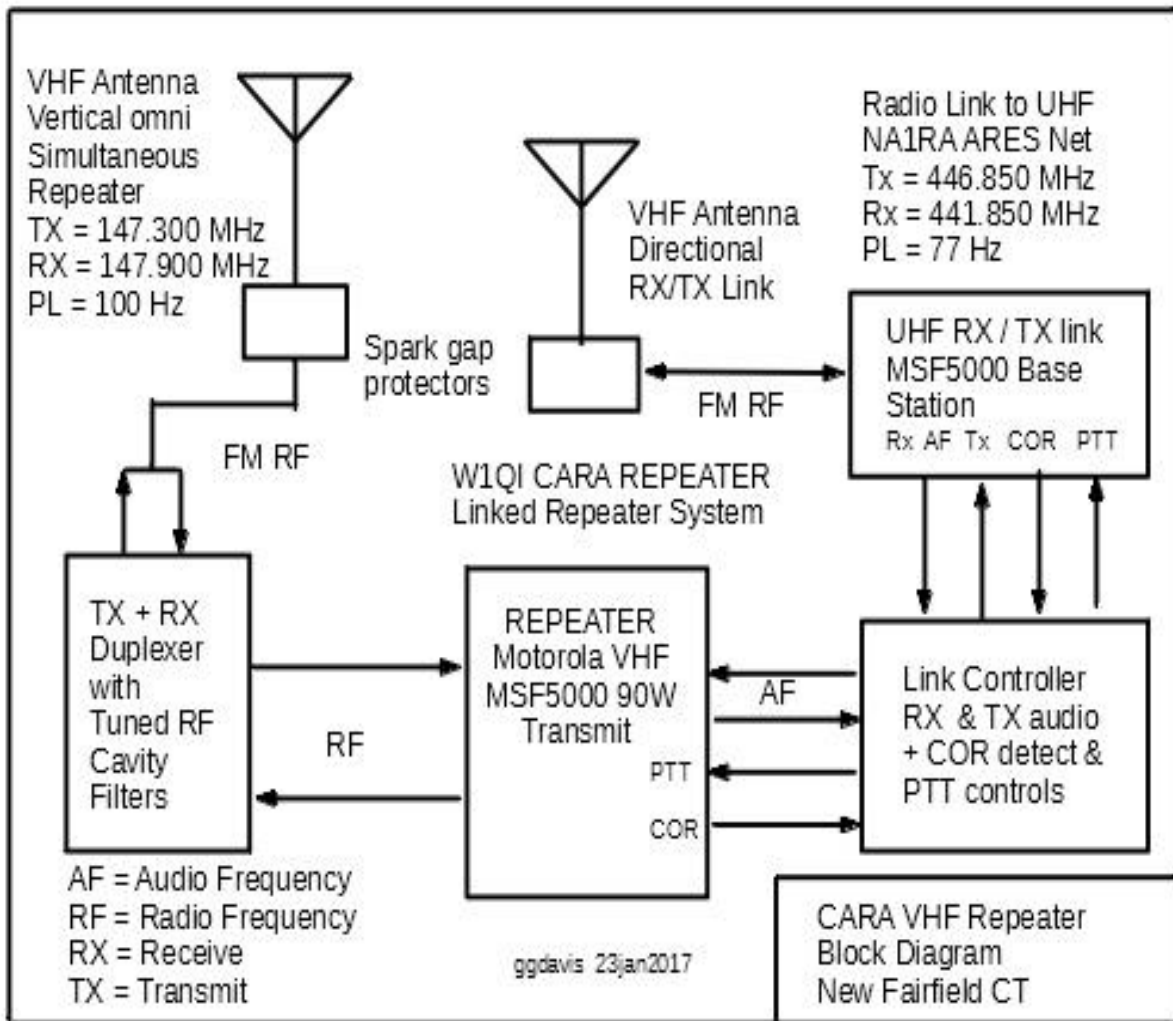 VHF Antenna
Vertical omni
Simultaneous
Repeater
TX = 147.300 MHz
RX = 147.900 MHz
PL = 100 Hz
Spark gap
protectors
VHF Antenna
Directional
RX/TX Link
Radio Link to UHF
NA1RA ARES Net
Tx = 446.850 MHz
Rx = 441.850 MHz
PL = 77 Hz
UHF RX / TX link
MSF5000 Base
Station
Rx AF Tx COR PTT
FM RF
FM RF
W1QI CARA REPEATER
Linked Repeater System
TX + RX
Duplexer
with
Tuned RF
Cavity
Filters
RF
REPEATER
Motorola VHF
MSF5000 90W
Transmit
PTT
COR
AF
Link Controller
RX & TX audio
+ COR detect &
PTT controls
AF = Audio Frequency
RF = Radio Frequency
RX = Receive
TX = Transmit
ggdavis 23jan2017
CARA VHF Repeater
Block Diagram
New Fairfield CT